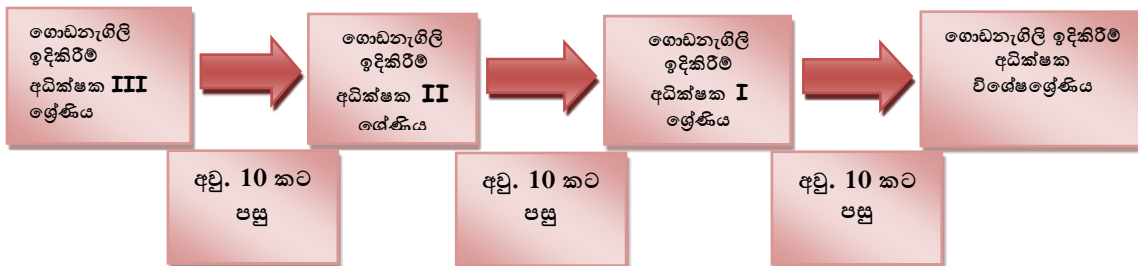 ගොඩනැගිලි
ඉදිකිරීම්
අධික්ෂක III
ශ්‍රේණිය
ගොඩනැගිලි
ඉදිකිරීම්
අධික්ෂක II
ශ්‍රේණිය
ගොඩනැගිලි
ඉදිකිරීම්
අධික්ෂක I
ශ්‍රේණිය
ගොඩනැගිලි ඉදිකිරීම්
අධික්ෂක
විශේෂශ්‍රේණිය
අවු. 10 කට
පසු
අවු. 10 කට
පසු
අවු. 10 කට
පසු